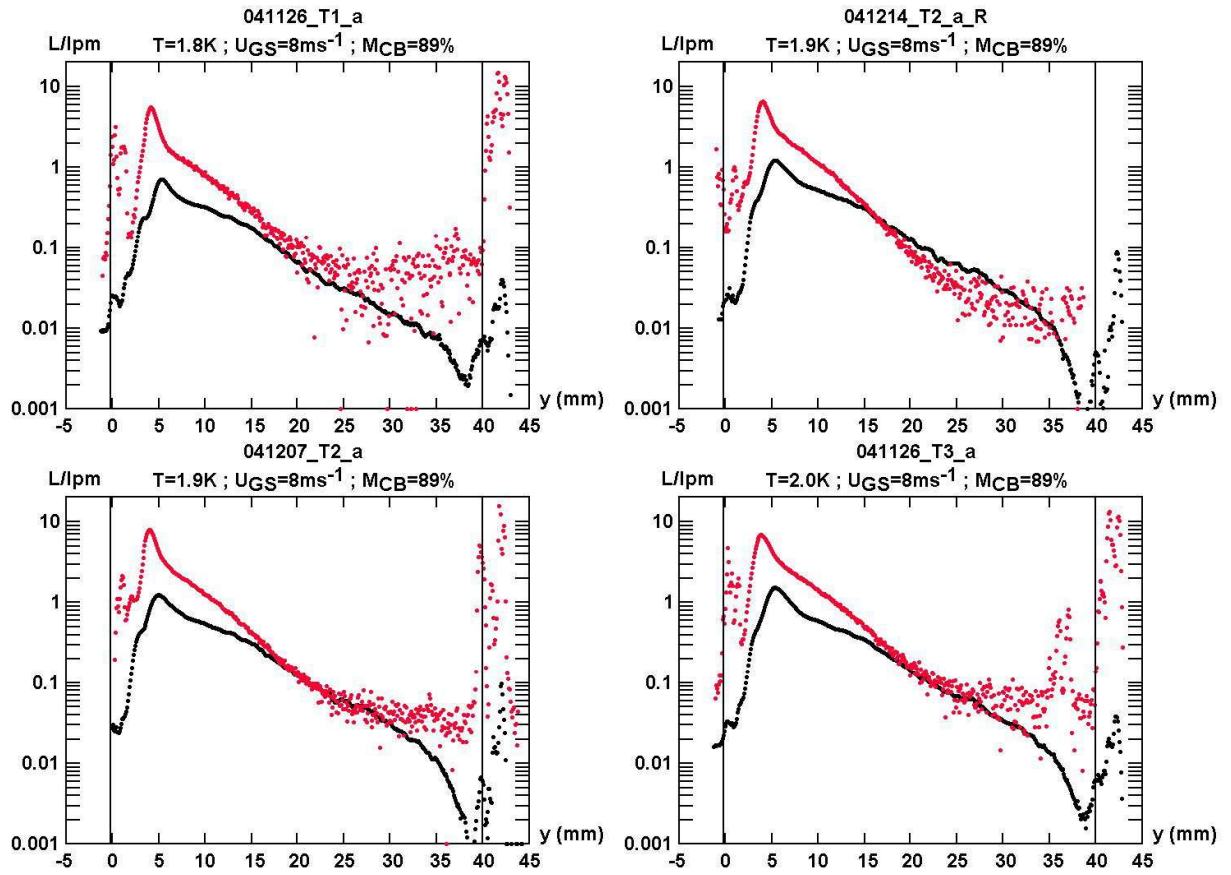 041126_T1_a
L/lpm T=1.8K ; UGS=8ms-1 ; MCB=89%
10
1
0.1
0.01
0.001
y (mm)
-5 0 5 10 15 20 25 30 35 40 45
041214_T2_a_R
L/lpm T=1.9K ; UGS=8ms-1 ; MCB=89%
10
1
0.1
0.01
0.001
y (mm)
-5 0 5 10 15 20 25 30 35 40 45
041207_T2_a
L/lpm T=1.9K ; UGS=8ms-1 ; MCB=89%
10
1
0.1
0.01
0.001
y (mm)
-5 0 5 10 15 20 25 30 35 40 45
041126_T3_a
L/lpm T=2.0K ; UGS=8ms-1 ; MCB=89%
10
1
0.1
0.01
0.001
y (mm)
-5 0 5 10 15 20 25 30 35 40 45